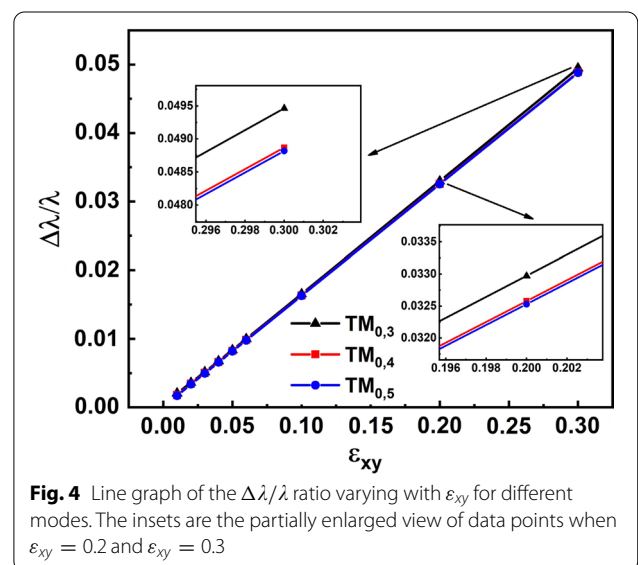 0.05
0.04
0.03
0.02
0.01
0.00
Δλ/λ
0.00 0.05 0.10 0.15 0.20 0.25 0.30
εxy
0.0495
0.0490
0.0485
0.0480
0.296 0.298 0.300 0.302
0.0335
0.0330
0.0325
0.0320
0.196 0.198 0.200 0.202
TM0,3
TM0,4
TM0,5
Fig. 4 Line graph of the Δλ/λ ratio varying with εxy for different
modes. The insets are the partially enlarged view of data points when
εxy = 0.2 and εxy = 0.3